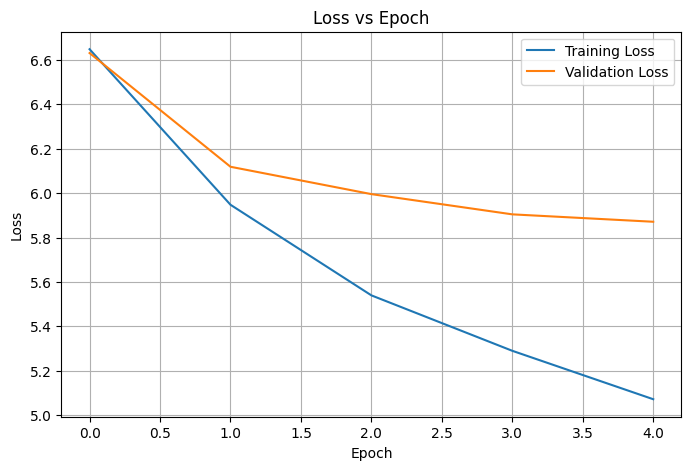 Loss vs Epoch
Training Loss
Validation Loss
6.6
6.4
6.2
6.0
5.8
5.6
5.4
5.2
5.0
Loss
0.0 0.5 1.0 1.5 2.0 2.5 3.0 3.5 4.0
Epoch